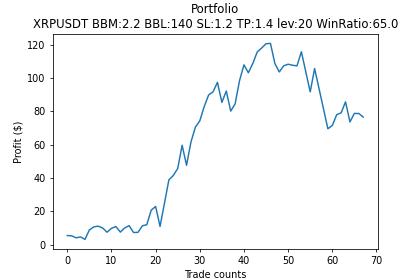 Portfolio
XRPUSDT BBM:2.2 BBL:140 SL:1.2 TP:1.4 lev:20 WinRatio:65.0
120
100
80
60
40
20
0
Profit ($)
0 10 20 30 40 50 60 70
Trade counts